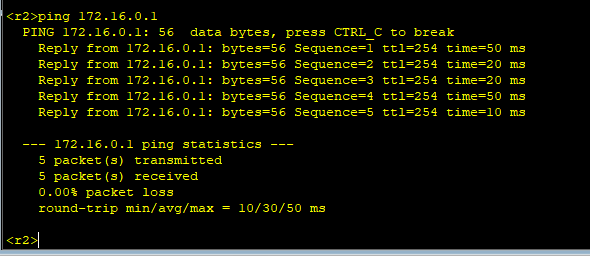 <r2>ping 172.16.0.1
PING 172.16.0.1: 56  data bytes, press CTRL_C to break
Reply from 172.16.0.1: bytes=56 Sequence=1 ttl=254 time=50 ms
Reply from 172.16.0.1: bytes=56 Sequence=2 ttl=254 time=20 ms
Reply from 172.16.0.1: bytes=56 Sequence=3 ttl=254 time=20 ms
Reply from 172.16.0.1: bytes=56 Sequence=4 ttl=254 time=50 ms
Reply from 172.16.0.1: bytes=56 Sequence=5 ttl=254 time=10 ms
--- 172.16.0.1 ping statistics ---
5 packet(s) transmitted
5 packet(s) received
0.00% packet loss
round-trip min/avg/max = 10/30/50 ms
<r2>